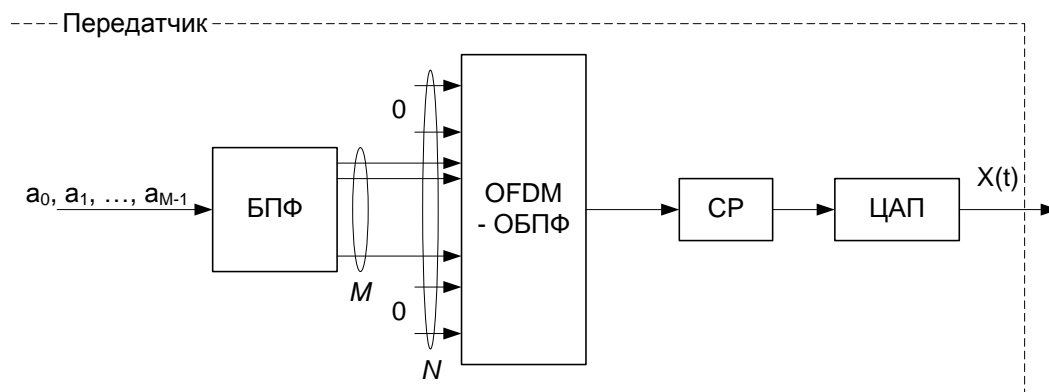 Передатчик
0
a0, a1, …, aM-1
БПФ
M
0
N
OFDM
- ОБПФ
CP
ЦАП
X(t)